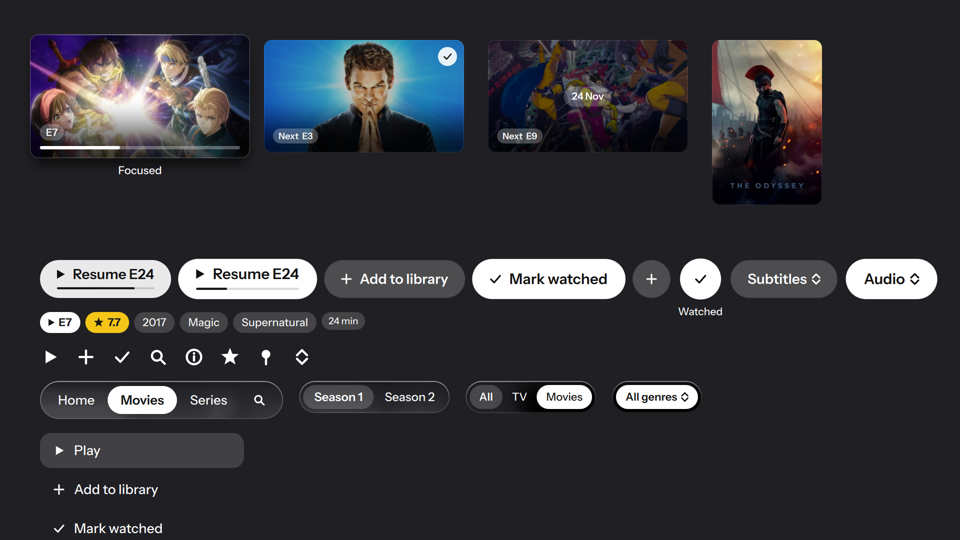 E7
Next E3
24 Nov
Next E9
THE ODYSSEY
Focused
Resume E24
Resume E24
Add to library
Mark watched
Subtitles
Audio
Watched
E7
7.7
2017
Magic
Supernatural
24 min
Home
Movies
Series
Season 1
Season 2
All
TV
Movies
All genres
Play
Add to library
Mark watched